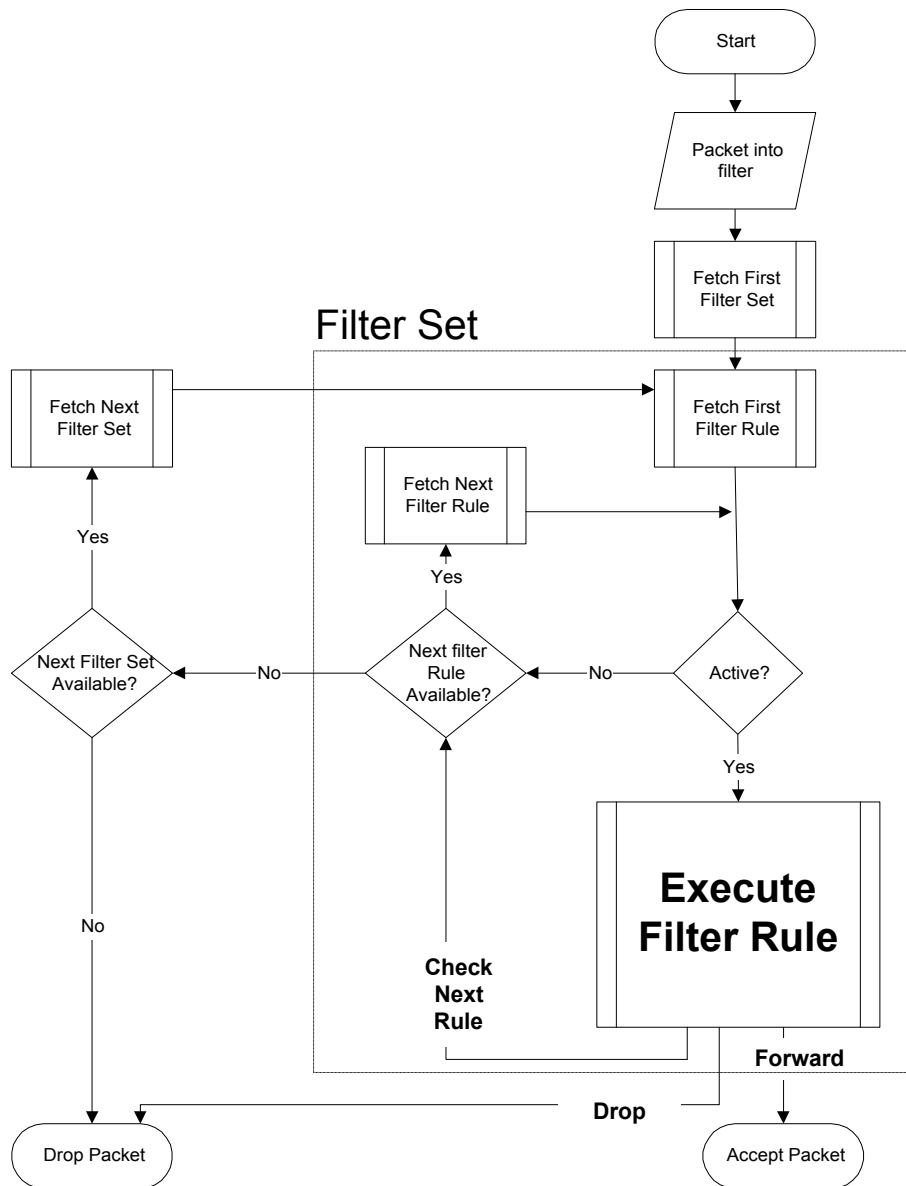 Start
Packet into
filter
Fetch First
Filter Set
Filter Set
Fetch Next
Filter Set
Fetch First
Filter Rule
Fetch Next
Filter Rule
Yes
Yes
Next Filter Set
Available?
No
Next filter
Rule
Available?
No
Active?
Yes
Execute
Filter Rule
No
Check
Next
Rule
Forward
Drop
Drop Packet
Accept Packet